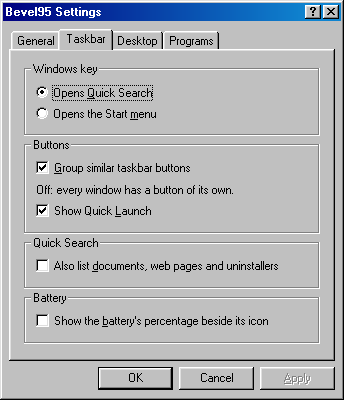 Bevel95 Settings
General Taskbar Desktop Programs
Windows key
Opens Quick Search
Opens the Start menu
Buttons
Group similar taskbar buttons
Off: every window has a button of its own.
Show Quick Launch
Quick Search
Also list documents, web pages and uninstallers
Battery
Show the battery's percentage beside its icon
OK Cancel Apply